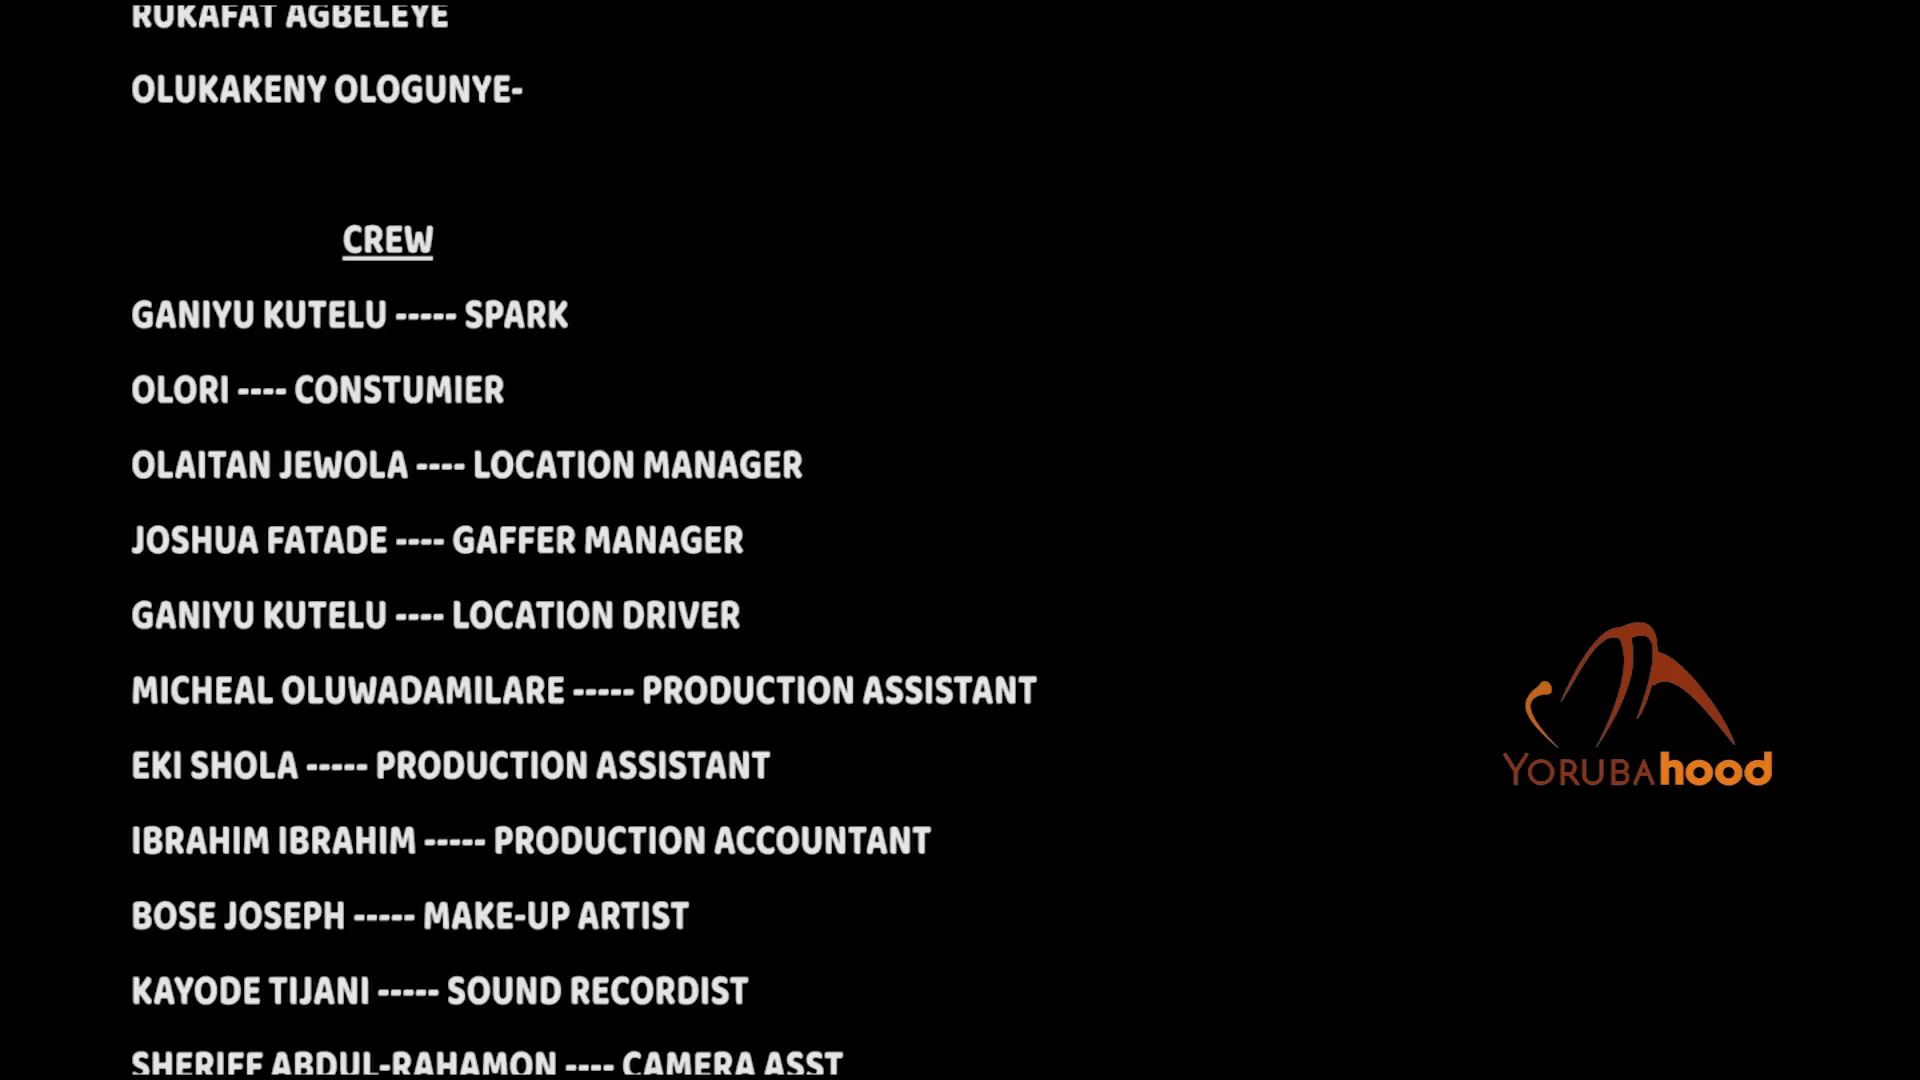 RUKAFAT AGBELEYE
OLUKAKENY OLOGUNYE-
CREW
GANIYU KUTELU ----- SPARK
OLORI ---- CONSTUMIER
OLAITAN JEWOLA ---- LOCATION MANAGER
JOSHUA FATADE ---- GAFFER MANAGER
GANIYU KUTELU ---- LOCATION DRIVER
MICHEAL OLUWADAMILARE ----- PRODUCTION ASSISTANT
EKI SHOLA ----- PRODUCTION ASSISTANT
IBRAHIM IBRAHIM ----- PRODUCTION ACCOUNTANT
BOSE JOSEPH ----- MAKE-UP ARTIST
KAYODE TIJANI ----- SOUND RECORDIST
SHERIFF ABDUL-RAHAMON ---- CAMERA ASST
YORUBAhood